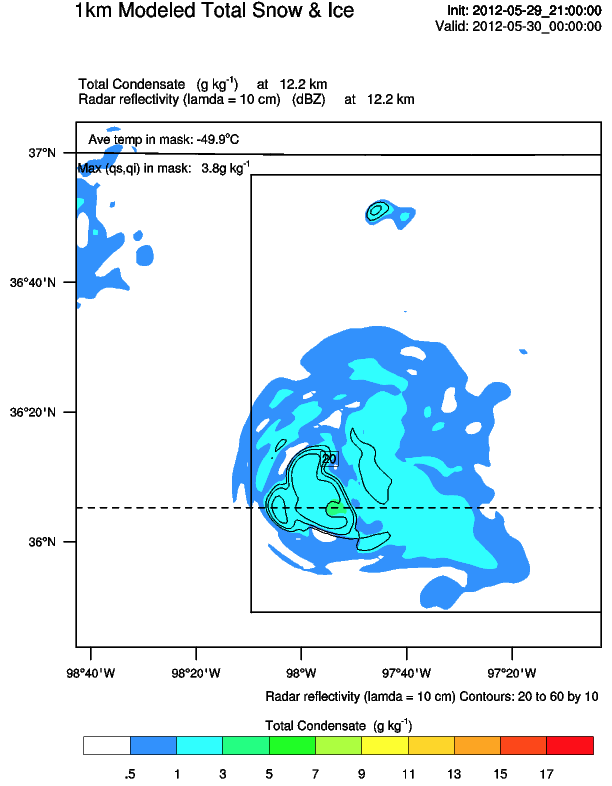 1km Modeled Total Snow & Ice
Init: 2012-05-29_21:00:00
Valid: 2012-05-30_00:00:00
Total Condensate (g kg-1) at 12.2 km
Radar reflectivity (lamda = 10 cm) (dBZ) at 12.2 km
Ave temp in mask: -49.9°C
37°N
Max (qs,qi) in mask: 3.8g kg-1
36°40'N
36°20'N
20
36°N
98°40'W 98°20'W 98°W 97°40'W 97°20'W
Radar reflectivity (lamda = 10 cm) Contours: 20 to 60 by 10
Total Condensate (g kg-1)
.5 1 3 5 7 9 11 13 15 17